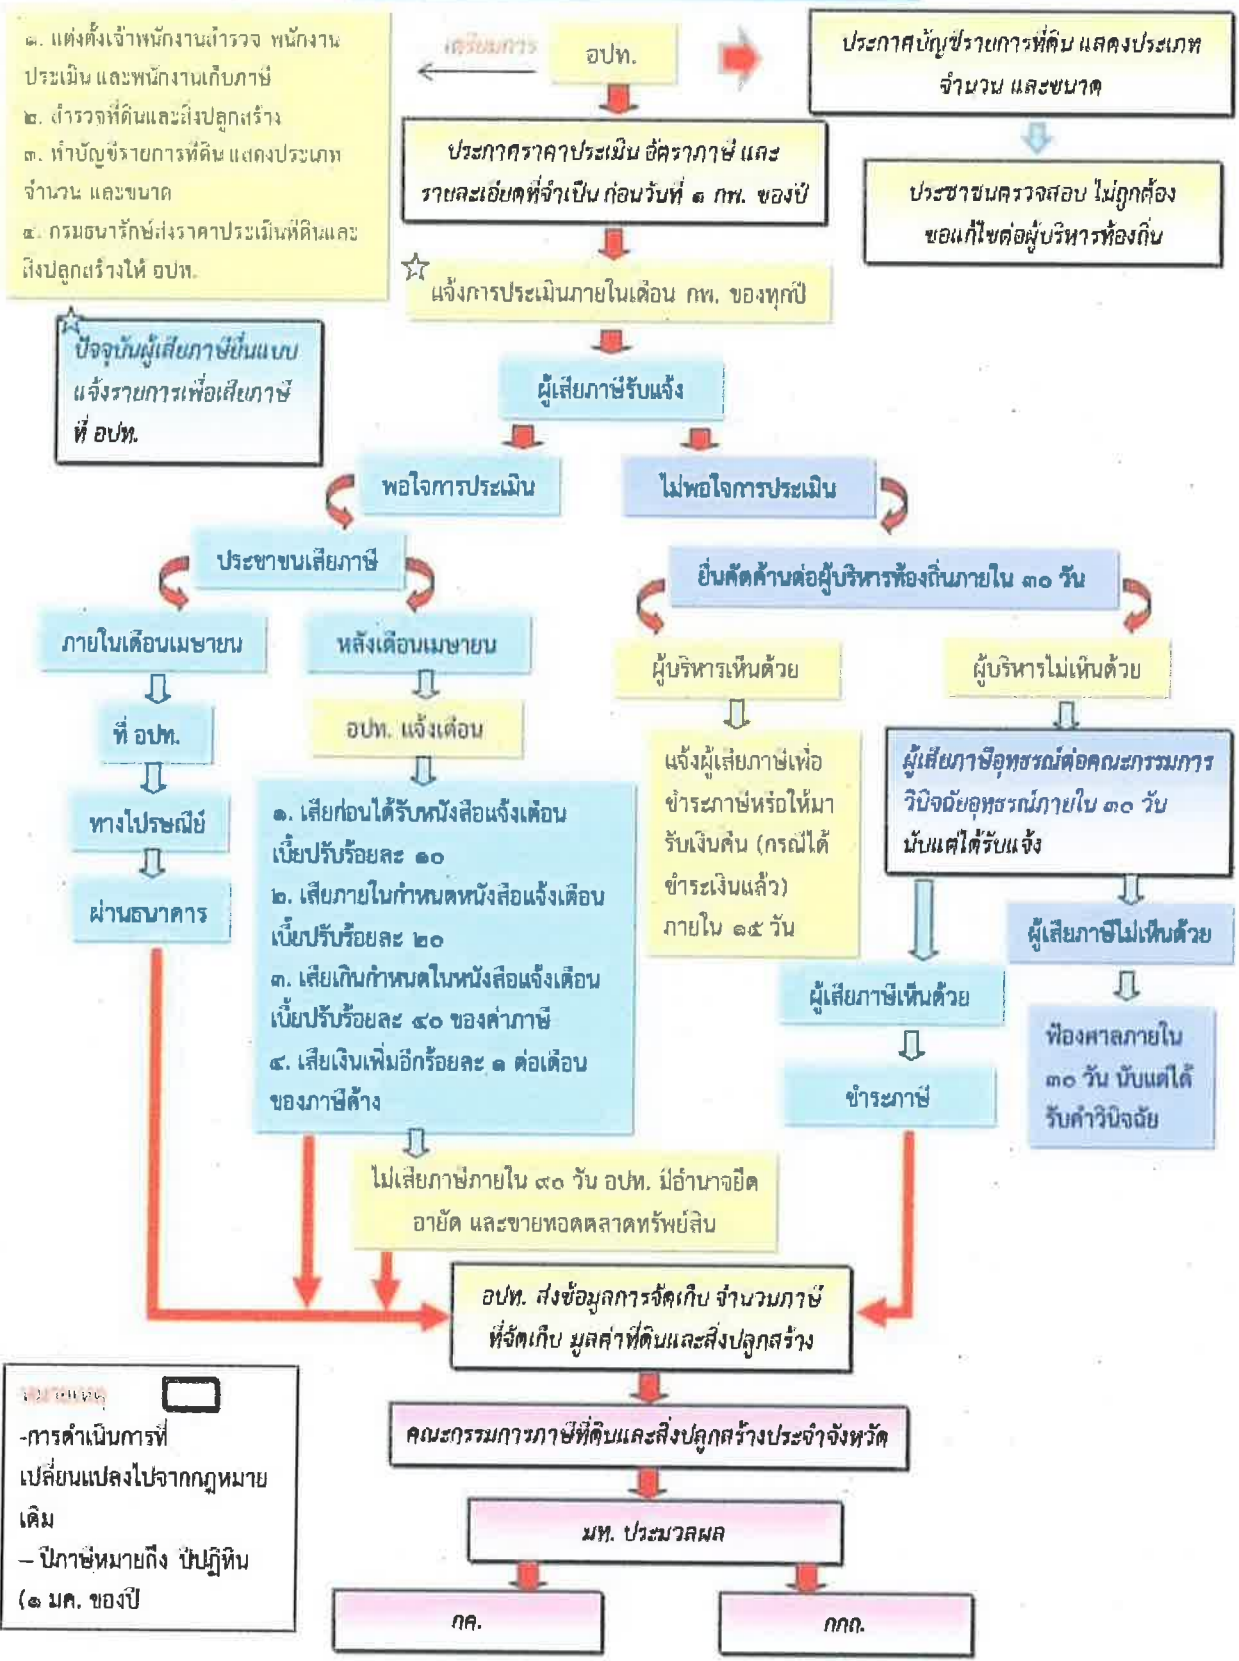 ๑. แต่งตั้งเจ้าพนักงานสำรวจ พนักงาน
ประเมิน และพนักงานเก็บภาษี
๒. สำรวจที่ดินและสิ่งปลูกสร้าง
๓. ทำบัญชีรายการที่ดิน แสดงประเภท
จำนวน และขนาด
๔. กรมธนารักษ์ส่งราคาประเมินที่ดินและ
สิ่งปลูกสร้างให้ อปท.
เตรียมการ
อปท.
ประกาศบัญชีรายการที่ดิน แสดงประเภท
จำนวน และขนาด
ประกาศราคาประเมิน อัตราภาษี และ
รายละเอียดที่จำเป็น ก่อนวันที่ ๑ กพ. ของปี
ประชาชนตรวจสอบ ไม่ถูกต้อง
ขอแก้ไขต่อผู้บริหารท้องถิ่น
แจ้งการประเมินภายในเดือน กพ. ของทุกปี
ปัจจุบันผู้เสียภาษียื่นแบบ
แจ้งรายการเพื่อเสียภาษี
ที่ อปท.
ผู้เสียภาษีรับแจ้ง
พอใจการประเมิน
ไม่พอใจการประเมิน
ประชาชนเสียภาษี
ยื่นคัดค้านต่อผู้บริหารท้องถิ่นภายใน ๓๐ วัน
ภายในเดือนเมษายน
หลังเดือนเมษายน
ผู้บริหารเห็นด้วย
ผู้บริหารไม่เห็นด้วย
ที่ อปท.
อปท. แจ้งเตือน
แจ้งผู้เสียภาษีเพื่อ
ชำระภาษีหรือให้มา
รับเงินคืน (กรณีได้
ชำระเงินแล้ว)
ภายใน ๑๕ วัน
ผู้เสียภาษีอุทธรณ์ต่อคณะกรรมการ
วินิจฉัยอุทธรณ์ภายใน ๓๐ วัน
นับแต่ได้รับแจ้ง
ทางไปรษณีย์
ผ่านธนาคาร
๑. เสียก่อนได้รับหนังสือแจ้งเตือน
เบี้ยปรับร้อยละ ๑๐
๒. เสียภายในกำหนดหนังสือแจ้งเตือน
เบี้ยปรับร้อยละ ๒๐
๓. เสียเกินกำหนดในหนังสือแจ้งเตือน
เบี้ยปรับร้อยละ ๔๐ ของค่าภาษี
๔. เสียเงินเพิ่มอีกร้อยละ ๑ ต่อเดือน
ของภาษีค้าง
ผู้เสียภาษีไม่เห็นด้วย
ผู้เสียภาษีเห็นด้วย
ฟ้องศาลภายใน
๓๐ วัน นับแต่ได้
รับคำวินิจฉัย
ชำระภาษี
ไม่เสียภาษีภายใน ๙๐ วัน อปท. มีอำนาจยึด
อายัด และขายทอดตลาดทรัพย์สิน
อปท. ส่งข้อมูลการจัดเก็บ จำนวนภาษี
ที่จัดเก็บ มูลค่าที่ดินและสิ่งปลูกสร้าง
หมายเหตุ
-การดำเนินการที่
เปลี่ยนแปลงไปจากกฎหมาย
เดิม
– ปีภาษีหมายถึง ปีปฏิทิน
(๑ มค. ของปี
คณะกรรมการภาษีที่ดินและสิ่งปลูกสร้างประจำจังหวัด
มท. ประมวลผล
กค.
กกถ.